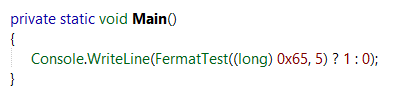 private static void Main()
{
Console.WriteLine(FermatTest((long) 0x65, 5) ? 1 : 0);
}